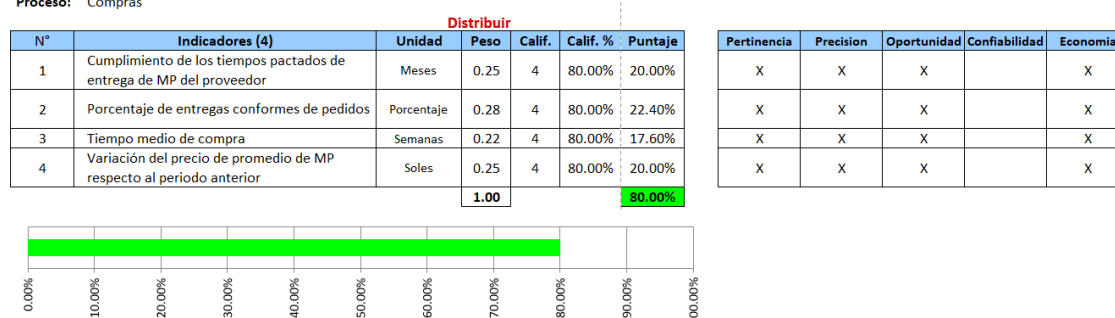 Proceso: Compras
Distribuir
N° Indicadores (4) Unidad Peso Calif. Calif. % Puntaje Pertinencia Precision Oportunidad Confiabilidad Economia
1 Cumplimiento de los tiempos pactados de entrega de MP del proveedor Meses 0.25 4 80.00% 20.00% X X X X
2 Porcentaje de entregas conformes de pedidos Porcentaje 0.28 4 80.00% 22.40% X X X X
3 Tiempo medio de compra Semanas 0.22 4 80.00% 17.60% X X X X
4 Variación del precio de promedio de MP respecto al periodo anterior Soles 0.25 4 80.00% 20.00% X X X X
1.00 80.00%
0.00% 10.00% 20.00% 30.00% 40.00% 50.00% 60.00% 70.00% 80.00% 90.00% 00.00%